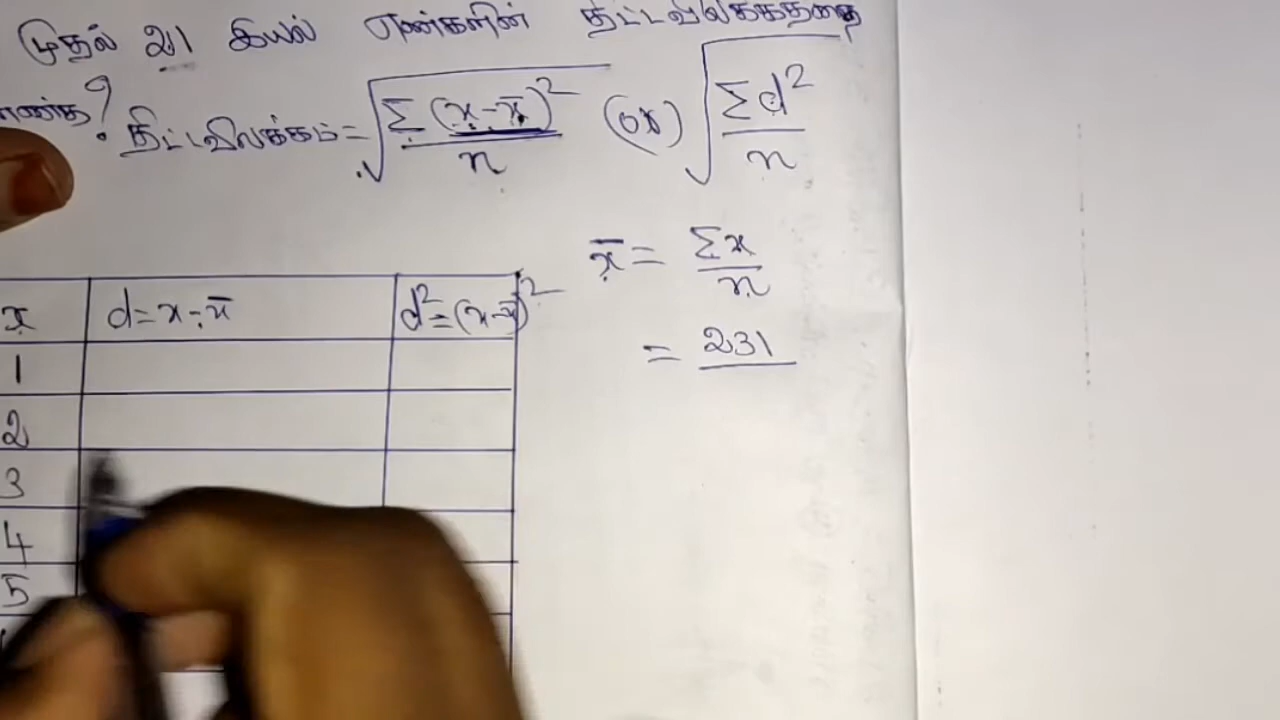 முதல் 21 இயல் எண்களின் திட்டவிலக்கத்தை
காண்க?
திட்டவிலக்கம் = √(Σ(x-x̄)²/n) (or) √(Σd²/n)
x̄ = Σx/n
= 231
x d=x-x̄ d²=(x-x̄)²
1
2
3
4
5